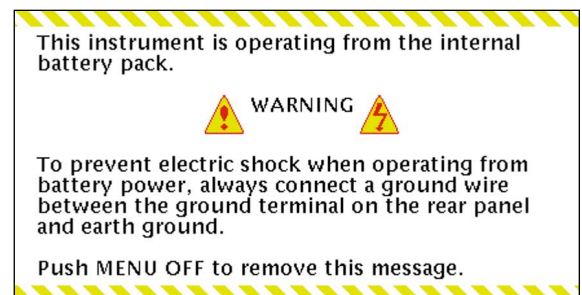 This instrument is operating from the internal
battery pack.
WARNING
To prevent electric shock when operating from
battery power, always connect a ground wire
between the ground terminal on the rear panel
and earth ground.
Push MENU OFF to remove this message.